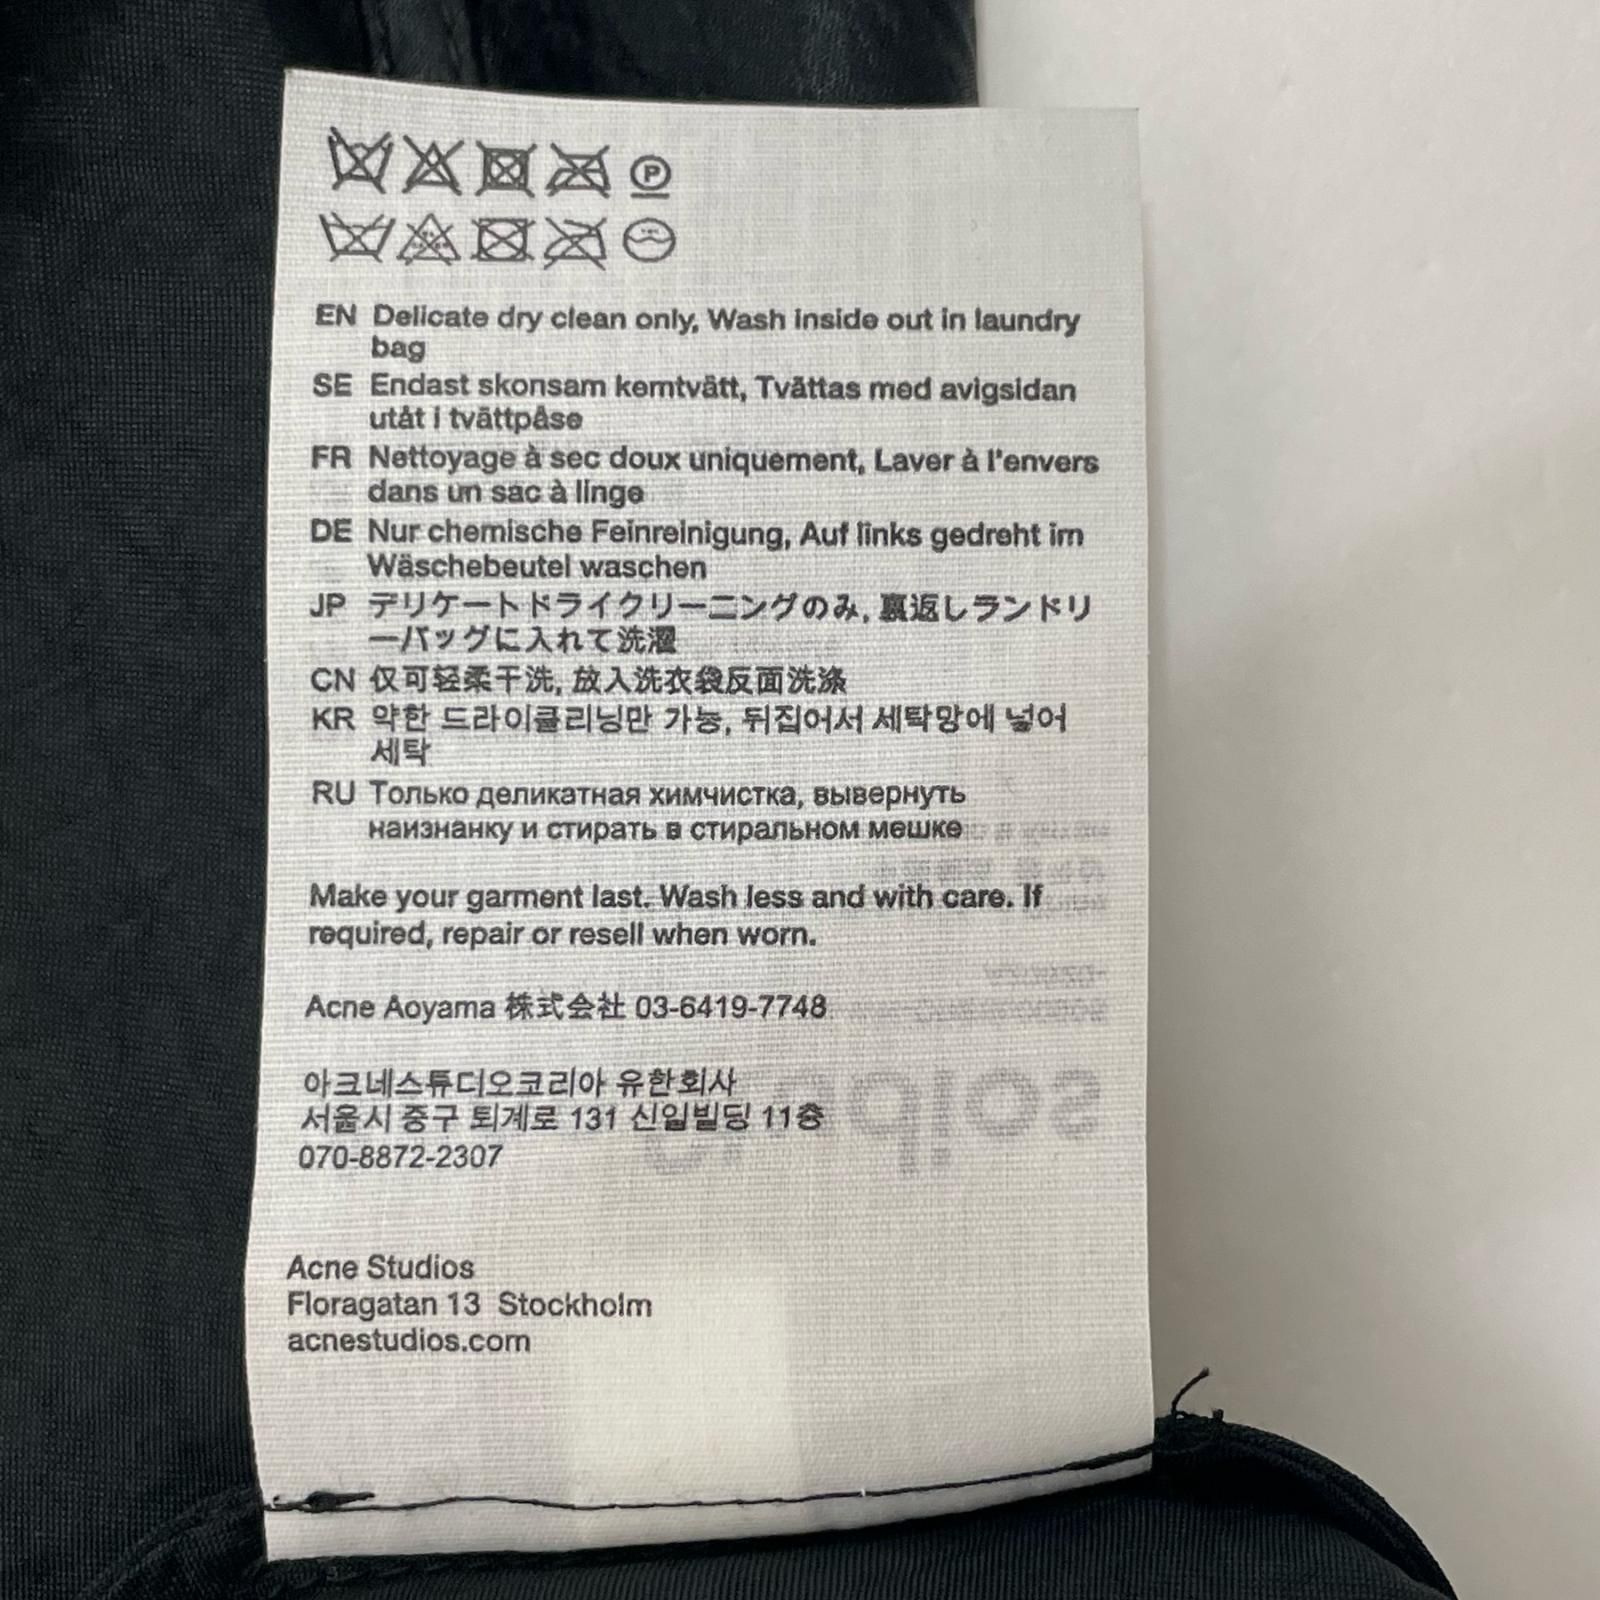 P
EN Delicate dry clean only, Wash inside out in laundry
bag
SE Endast skonsam kemtvätt, Tvättas med avigsidan
utåt i tvättpåse
FR Nettoyage à sec doux uniquement, Laver à l'envers
dans un sac à linge
DE Nur chemische Feinreinigung, Auf links gedreht im
Wäschebeutel waschen
JP デリケートドライクリーニングのみ, 裏返しランドリ
ーバッグに入れて洗濯
CN 仅可轻柔干洗, 放入洗衣袋反面洗涤
KR 약한 드라이클리닝만 가능, 뒤집어서 세탁망에 넣어
세탁
RU Только деликатная химчистка, вывернуть
наизнанку и стирать в стиральном мешке
Make your garment last. Wash less and with care. If
required, repair or resell when worn.
Acne Aoyama 株式会社 03-6419-7748
아크네스튜디오코리아 유한회사
서울시 중구 퇴계로 131 신일빌딩 11층
070-8872-2307
Acne Studios
Floragatan 13 Stockholm
acnestudios.com